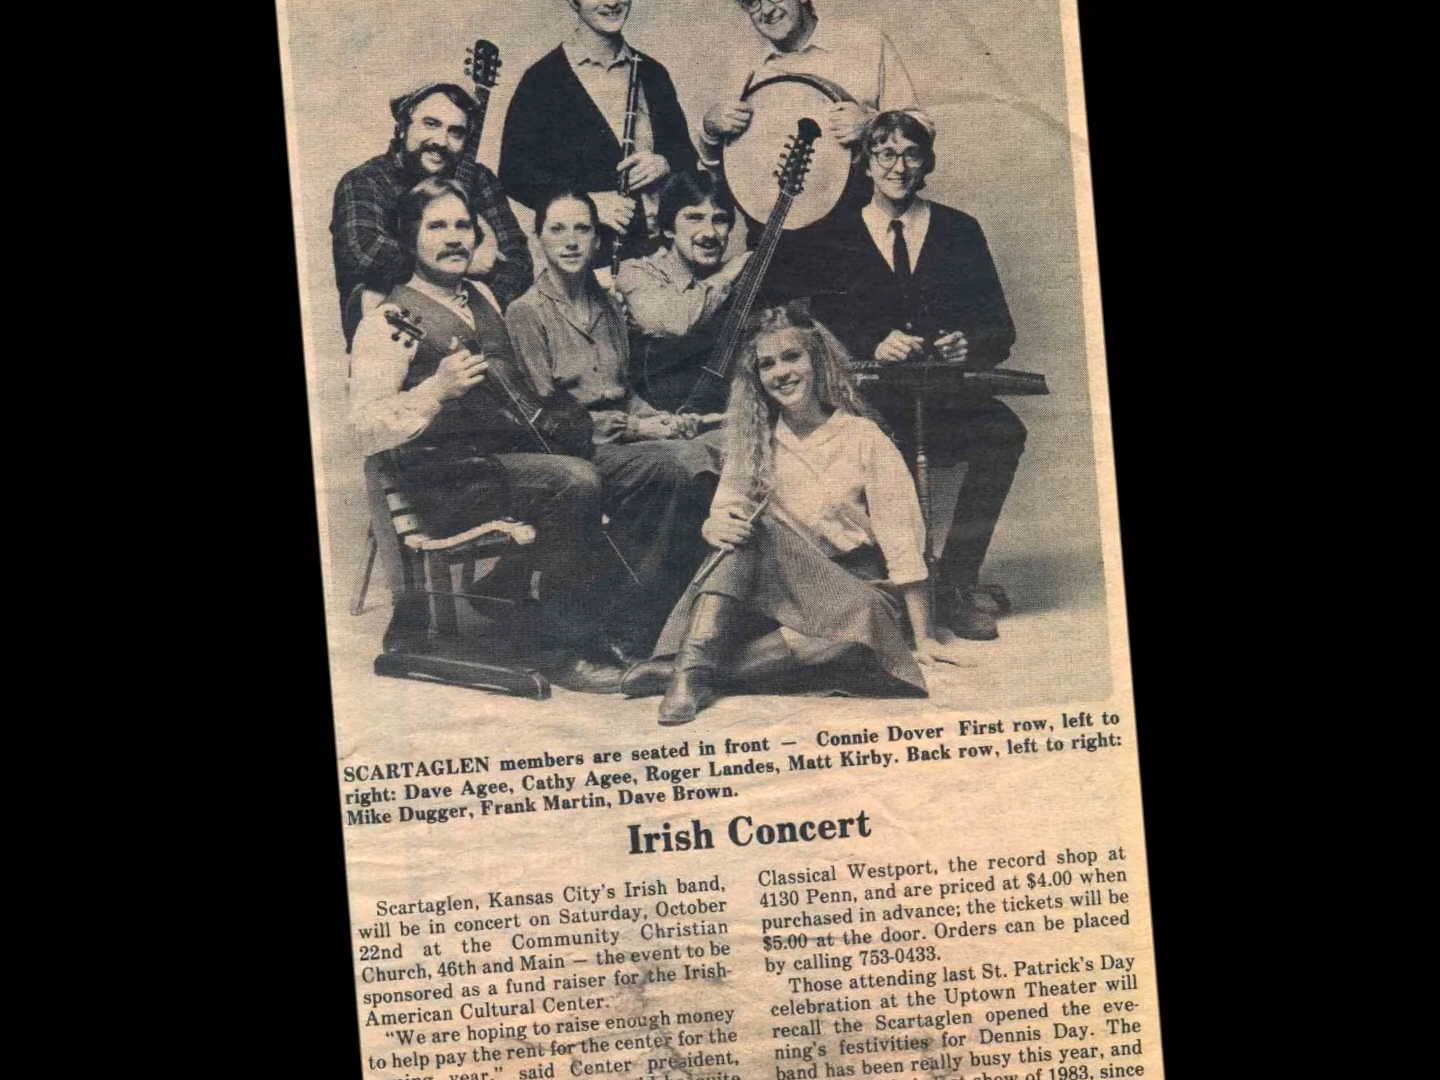 SCARTAGLEN members are seated in front — Connie Dover First row, left to
right: Dave Agee, Cathy Agee, Roger Landes, Matt Kirby. Back row, left to right:
Mike Dugger, Frank Martin, Dave Brown.
Irish Concert
Scartaglen, Kansas City's Irish band,
will be in concert on Saturday, October
22nd at the Community Christian
Church, 46th and Main — the event to be
sponsored as a fund raiser for the Irish-
American Cultural Center.
"We are hoping to raise enough money
to help pay the rent for the center for the
year," said Center president,
Classical Westport, the record shop at
4130 Penn, and are priced at $4.00 when
purchased in advance; the tickets will be
$5.00 at the door. Orders can be placed
by calling 753-0433.
Those attending last St. Patrick's Day
celebration at the Uptown Theater will
recall the Scartaglen opened the eve-
ning's festivities for Dennis Day. The
band has been really busy this year, and
show of 1983, since